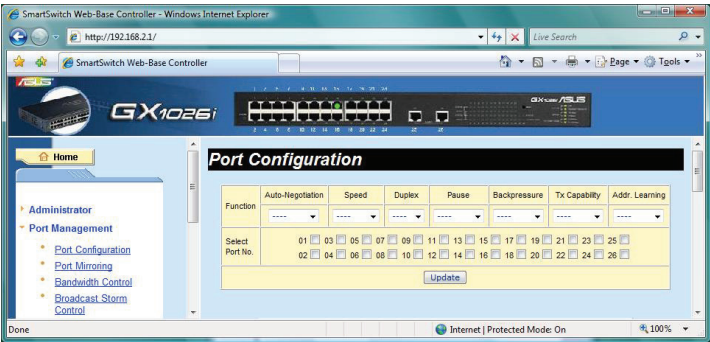 SmartSwitch Web-Base Controller - Windows Internet Explorer
http://192.168.2.1/
Live Search
SmartSwitch Web-Base Controller
Page Tools
ASUS
GX1026i
Home
Administrator
Port Management
Port Configuration
Port Mirroring
Bandwidth Control
Broadcast Storm
Control
Port Configuration
Function Auto-Negotiation Speed Duplex Pause Backpressure Tx Capability Addr. Learning
---- ---- ---- ---- ---- ---- ----
Select
Port No.
01 03 05 07 09 11 13 15 17 19 21 23 25
02 04 06 08 10 12 14 16 18 20 22 24 26
Update
Done
Internet | Protected Mode: On
100%